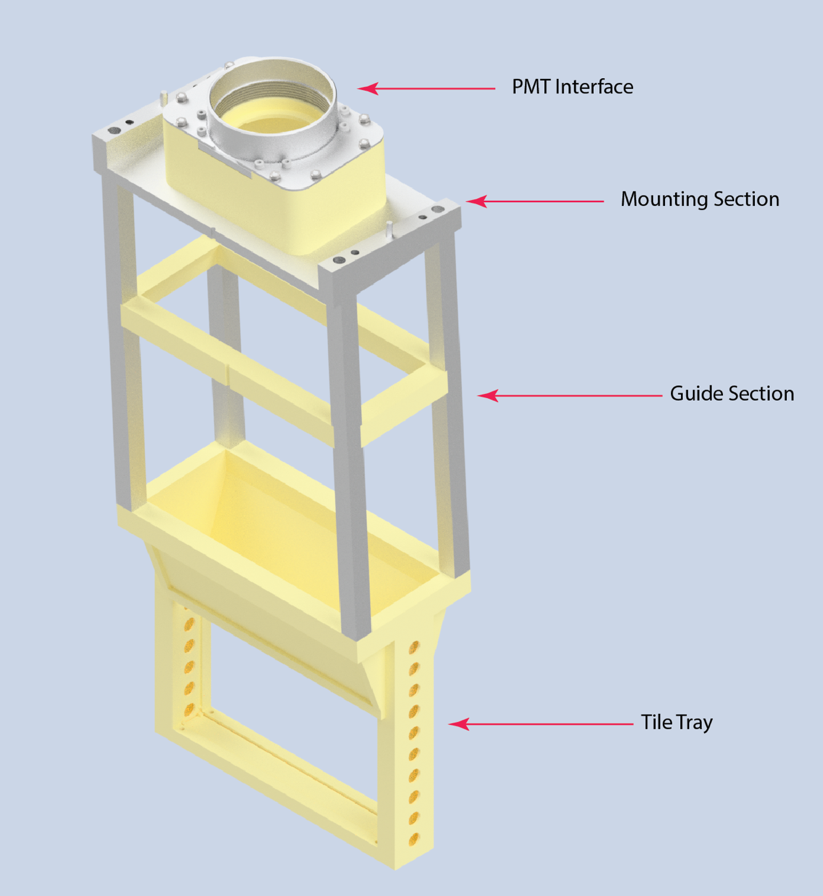 PMT Interface
Mounting Section
Guide Section
Tile Tray